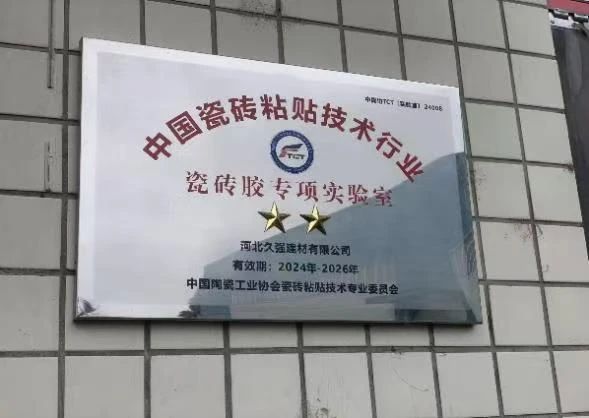 中国瓷砖粘贴技术行业
TCT
瓷砖胶专项实验室
河北久强建材有限公司
有效期：2024年-2026年
中国陶瓷工业协会瓷砖粘贴技术专业委员会